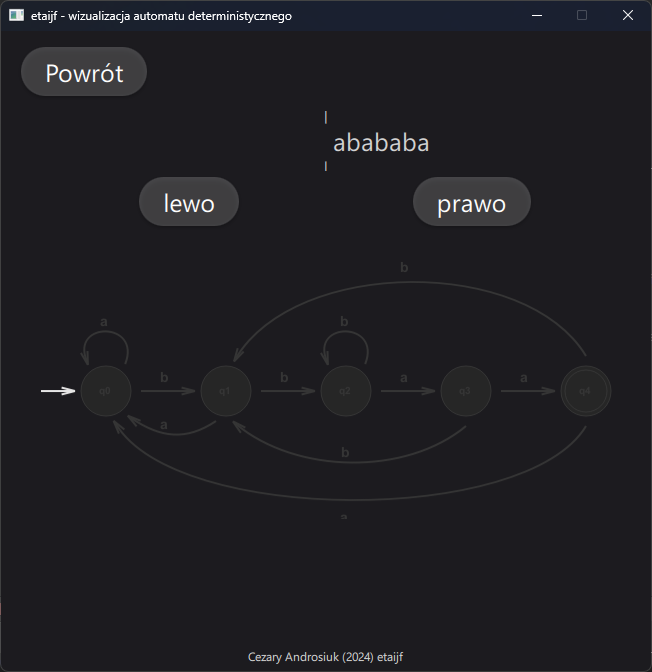 etaijf - wizualizacja automatu deterministycznego
Powrót
abababa
lewo
prawo
b
a
b
b
b
a
a
q0
q1
q2
q3
q4
a
b
a
Cezary Androsiuk (2024) etaijf